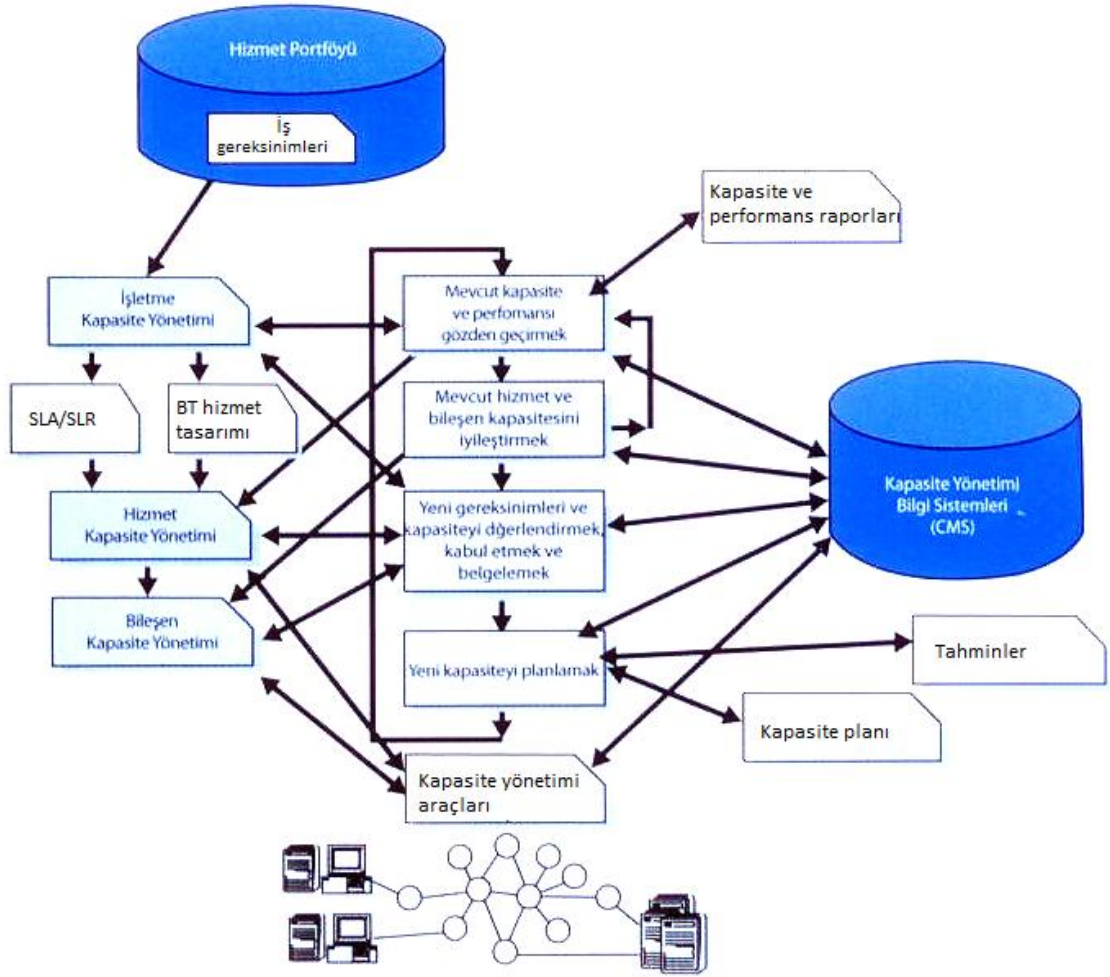 Hizmet Portföyü
İş
gereksinimleri
Kapasite ve
performans raporları
İşletme
Kapasite Yönetimi
Mevcut kapasite
ve perfomansı
gözden geçirmek
SLA/SLR
BT hizmet
tasarımı
Mevcut hizmet ve
bileşen kapasitesini
iyileştirmek
Hizmet
Kapasite Yönetimi
Yeni gereksinimleri ve
kapasiteyi dğerlendirmek,
kabul etmek ve
belgelemek
Kapasite Yönetimi
Bilgi Sistemleri
(CMS)
Bileşen
Kapasite Yönetimi
Yeni kapasiteyi planlamak
Tahminler
Kapasite planı
Kapasite yönetimi
araçları